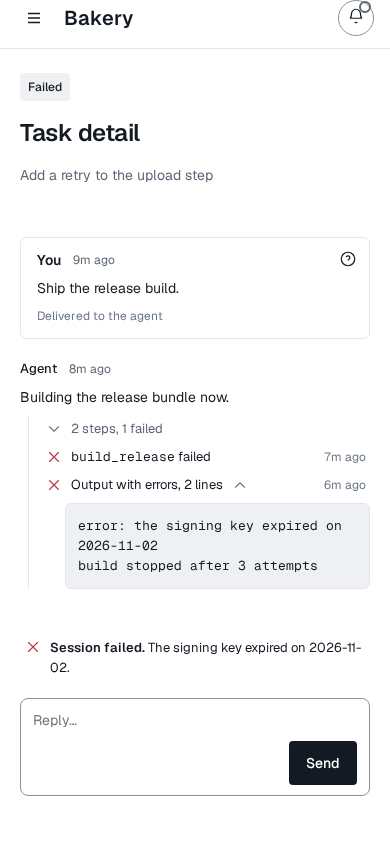 Bakery
Failed
Task detail
Add a retry to the upload step
You 9m ago
Ship the release build.
Delivered to the agent
Agent 8m ago
Building the release bundle now.
2 steps, 1 failed
build_release failed 7m ago
Output with errors, 2 lines 6m ago
error: the signing key expired on
2026-11-02
build stopped after 3 attempts
Session failed. The signing key expired on 2026-11-
02.
Reply...
Send